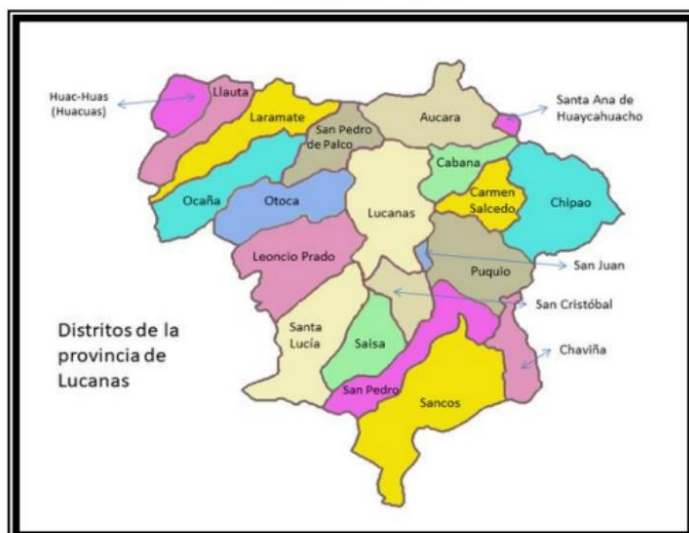 Huac-Huas
(Huacuas)
Llauta
Laramate
San Pedro
de Palco
Aucara
Santa Ana de
Huaycahuacho
Cabana
Ocaña
Otoca
Lucanas
Carmen
Salcedo
Chipao
Leoncio Prado
Puquio
San Juan
San Cristóbal
Distritos de la
provincia de
Lucanas
Santa
Lucía
Saisa
Chaviña
San Pedro
Sancos